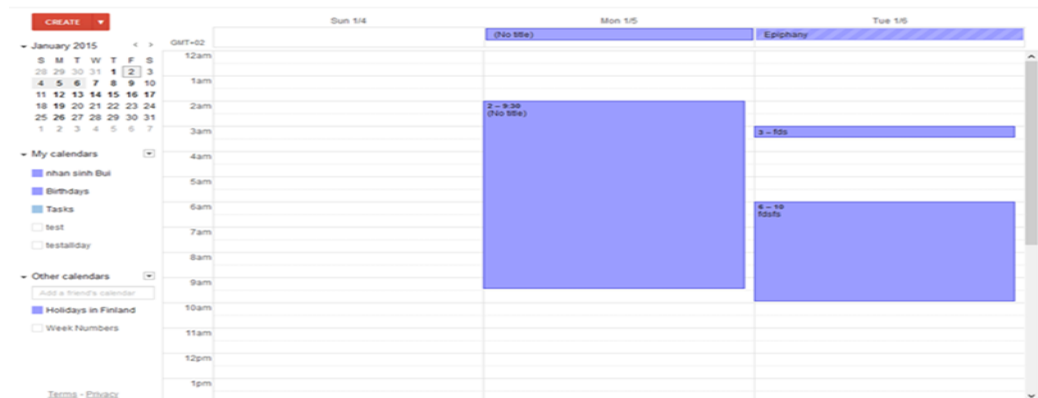 CREATE
January 2015 < >
S M T W T F S
28 29 30 31 1 2 3
4 5 6 7 8 9 10
11 12 13 14 15 16 17
18 19 20 21 22 23 24
25 26 27 28 29 30 31
1 2 3 4 5 6 7
My calendars
nhan sinh Bui
Birthdays
Tasks
test
testallday
Other calendars
Add a friend's calendar
Holidays in Finland
Week Numbers
Terms - Privacy
Sun 1/4 Mon 1/5 Tue 1/6
GMT+02
(No title) Epiphany
12am
1am
2am
3am
4am
5am
6am
7am
8am
9am
10am
11am
12pm
1pm
2 – 9:30
(No title)
3 – fds
6 – 10
fdsfs